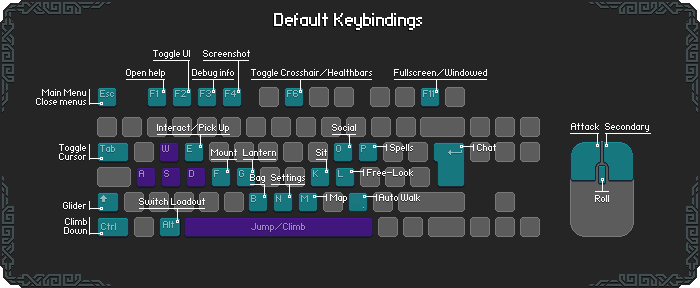 Default Keybindings
Toggle UI
Screenshot
Open help
Debug info
Toggle Crosshair/Healthbars
Fullscreen/Windowed
Main Menu
Close menus
Esc
F1
F2
F3
F4
F6
F11
Interact/Pick Up
Social
Attack
Secondary
Toggle
Cursor
Tab
W
E
O
P
Spells
Chat
Mount
Lantern
Sit
A
S
D
F
G
K
L
Free-Look
Bag
Settings
Glider
Switch Loadout
B
N
M
Map
.
Auto Walk
Roll
Climb
Down
Ctrl
Alt
Jump/Climb